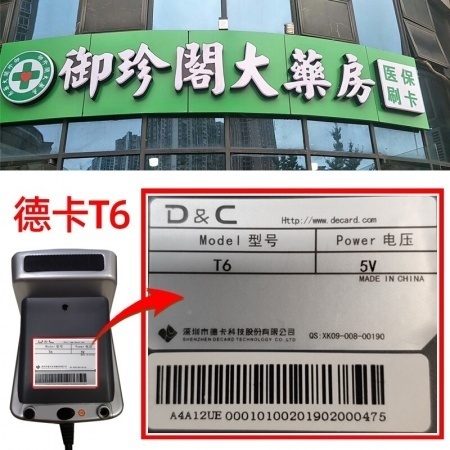 御珍閣大藥房
医保
刷卡
德卡T6
D&C
Http://www.decard.com
Model 型号
Power 电压
T6
5V
MADE IN CHINA
深圳市德卡科技股份有限公司
SHENZHEN DECARD TECHNOLOGY CO.,LTD
QS:XK09-008-00190
A4A12UE 00010100201902000475